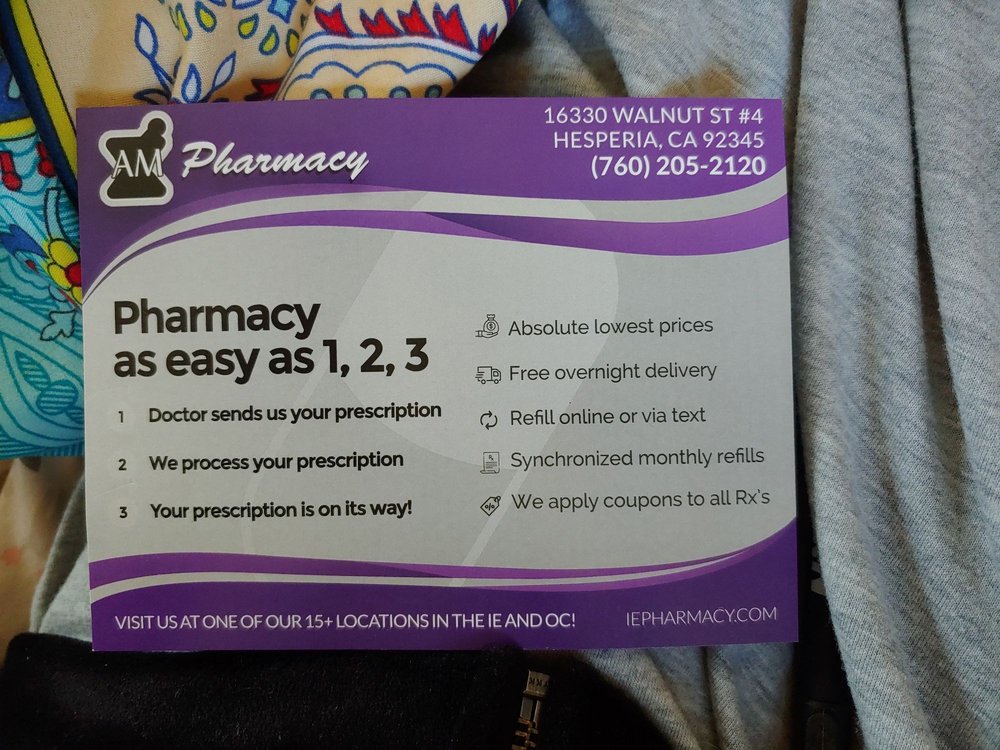 AM Pharmacy
16330 WALNUT ST #4
HESPERIA, CA 92345
(760) 205-2120
Pharmacy
as easy as 1, 2, 3
1 Doctor sends us your prescription
2 We process your prescription
3 Your prescription is on its way!
Absolute lowest prices
Free overnight delivery
Refill online or via text
Synchronized monthly refills
We apply coupons to all Rx's
VISIT US AT ONE OF OUR 15+ LOCATIONS IN THE IE AND OC!
IEPHARMACY.COM